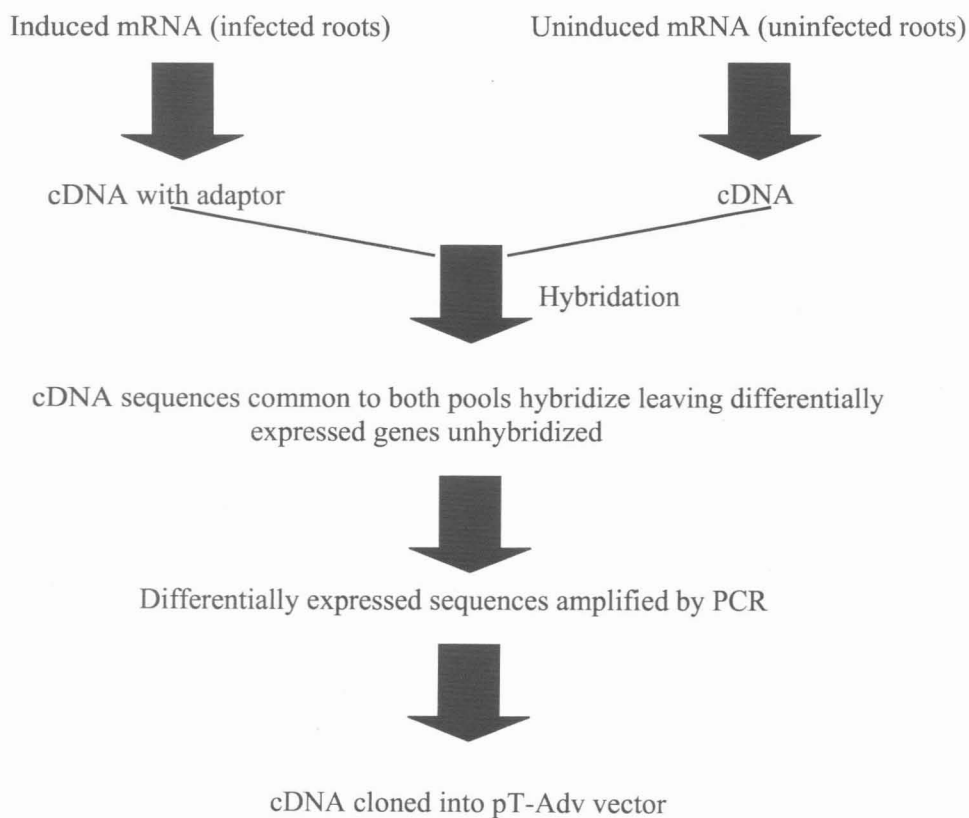 Induced mRNA (infected roots)
Uninduced mRNA (uninfected roots)
cDNA with adaptor
cDNA
Hybridation
cDNA sequences common to both pools hybridize leaving differentially
expressed genes unhybridized
Differentially expressed sequences amplified by PCR
cDNA cloned into pT-Adv vector